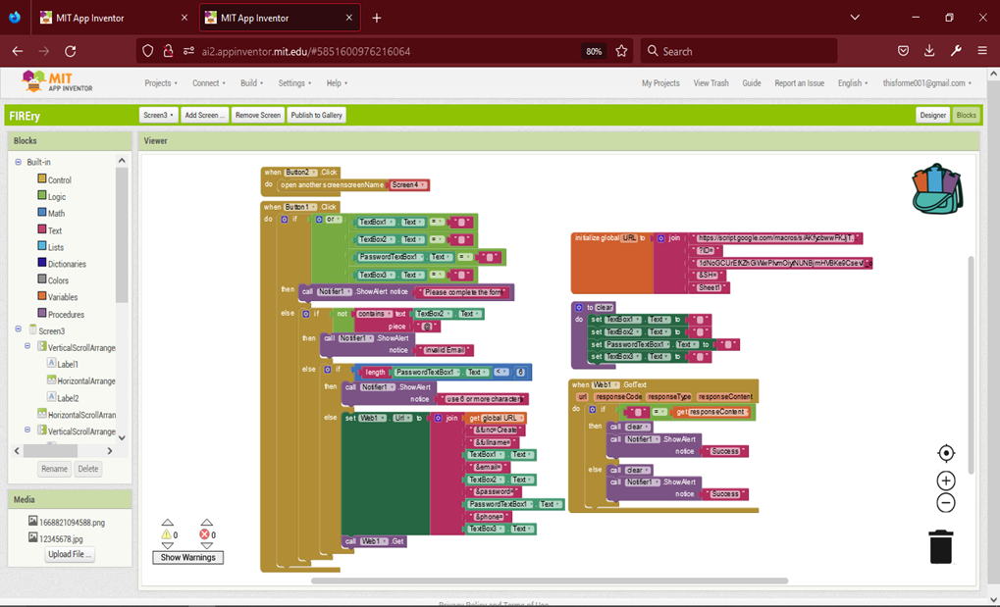 MIT App Inventor
MIT App Inventor
ai2.appinventor.mit.edu/#5851600976216064
80%
Search
MIT
APP INVENTOR
Projects
Connect
Build
Settings
Help
My Projects
View Trash
Guide
Report an Issue
English
thisforme001@gmail.com
FIREry
Screen3
Add Screen ...
Remove Screen
Publish to Gallery
Designer
Blocks
Blocks
Viewer
Built-in
Control
Logic
Math
Text
Lists
Dictionaries
Colors
Variables
Procedures
Screen3
VerticalScrollArrange
Label1
HorizontalArrange
Label2
HorizontalScrollArran
VerticalScrollArrange
Rename
Delete
Media
1668821094588.png
12345678.jpg
Upload File ...
when Button2 .Click
do open another screen screenName Screen4
when Button1 .Click
do if or TextBox1 . Text = " "
TextBox2 . Text = " "
PasswordTextBox1 . Text = " "
TextBox3 . Text = " "
then call Notifier1 .ShowAlert notice " Please complete the form "
else if not contains text TextBox2 . Text
piece " @ "
then call Notifier1 .ShowAlert
notice " invalid Email "
else if length PasswordTextBox1 . Text < 6
then call Notifier1 .ShowAlert
notice " use 6 or more characters "
else set Web1 . Url to join get global URL
" &func=Create "
" &fullname= "
TextBox1 . Text
" &email= "
TextBox2 . Text
" &password= "
PasswordTextBox1 . Text
" &phone= "
TextBox3 . Text
call Web1 .Get
0 0
Show Warnings
initialize global URL to join " https://script.google.com/macros/s/
" ?ID= "
" &SH= "
" Sheet1 "
to clear
do set TextBox1 . Text to " "
set TextBox2 . Text to " "
set PasswordTextBox1 . Text to " "
set TextBox3 . Text to " "
when Web1 .GotText
url responseCode responseType responseContent
do if " " = get responseContent
then call clear
call Notifier1 .ShowAlert
notice " Success "
else call clear
call Notifier1 .ShowAlert
notice " Success "
Privacy Policy and Terms of Use